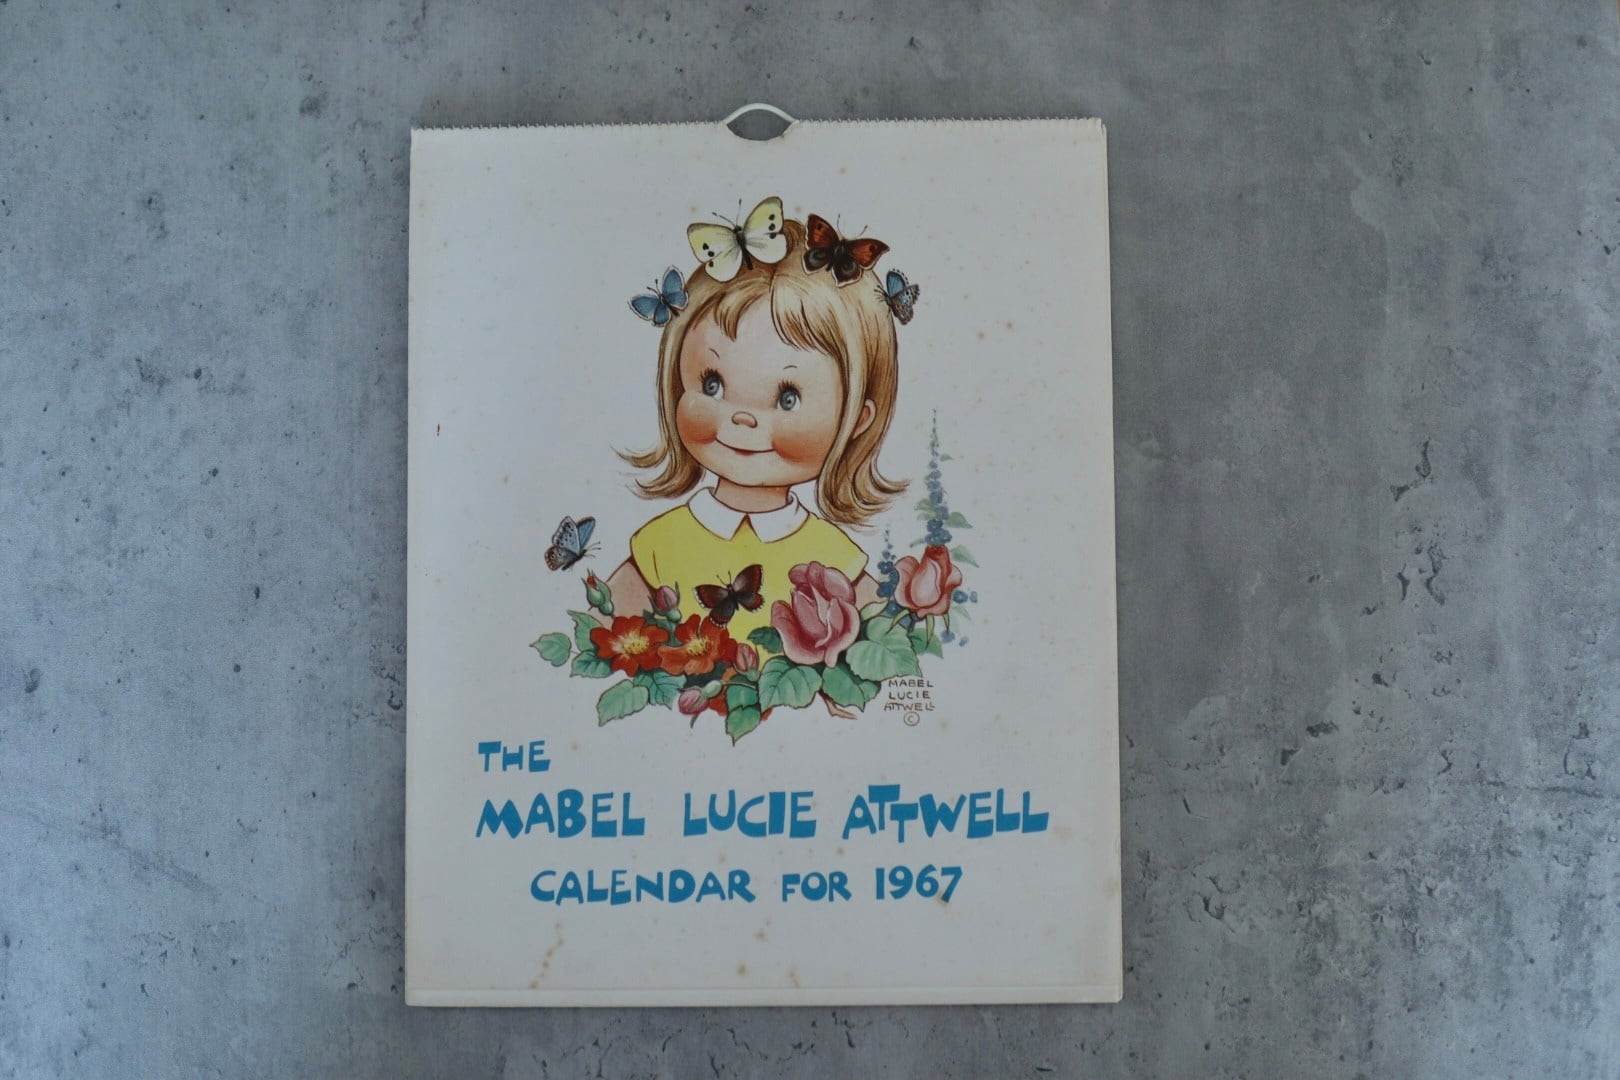 MABEL
LUCIE
ATTWELL
©
THE
MABEL LUCIE ATTWELL
CALENDAR FOR 1967